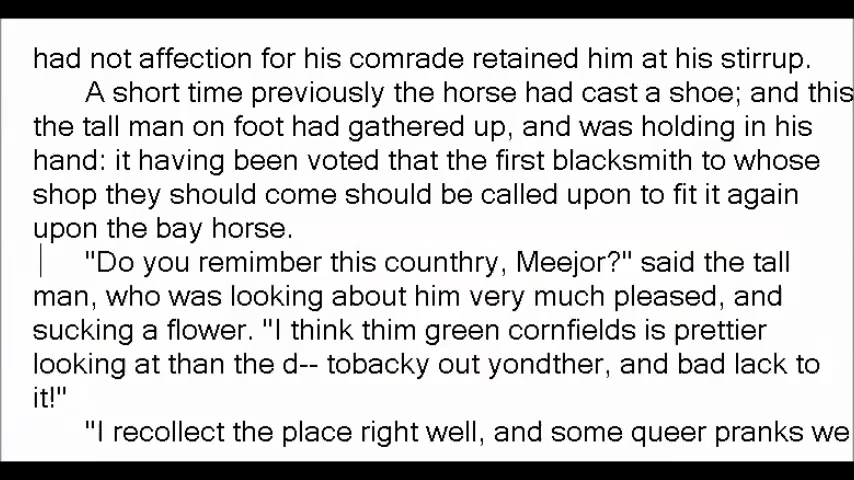 had not affection for his comrade retained him at his stirrup.
A short time previously the horse had cast a shoe; and this
the tall man on foot had gathered up, and was holding in his
hand: it having been voted that the first blacksmith to whose
shop they should come should be called upon to fit it again
upon the bay horse.
"Do you remimber this counthry, Meejor?" said the tall
man, who was looking about him very much pleased, and
sucking a flower. "I think thim green cornfields is prettier
looking at than the d-- tobacky out yondther, and bad lack to
it!"
"I recollect the place right well, and some queer pranks we